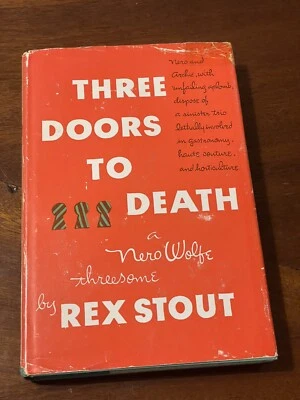 THREE
DOORS
TO
DEATH
Nero and
Archie, with
unfailing aplomb,
dispose of
a sinister trio
lethally involved
in gastronomy,
haute couture,
and horticulture
a
Nero Wolfe
threesome
by REX STOUT